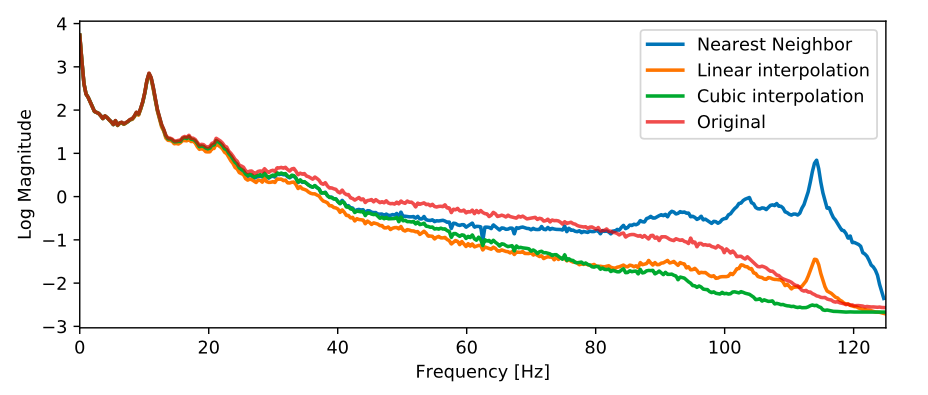 4
3
2
1
0
−1
−2
−3
Log Magnitude
0 20 40 60 80 100 120
Frequency [Hz]
Nearest Neighbor
Linear interpolation
Cubic interpolation
Original